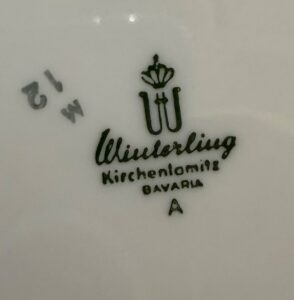 W
Winterling
Kirchenlamitz
BAVARIA
A
12 M